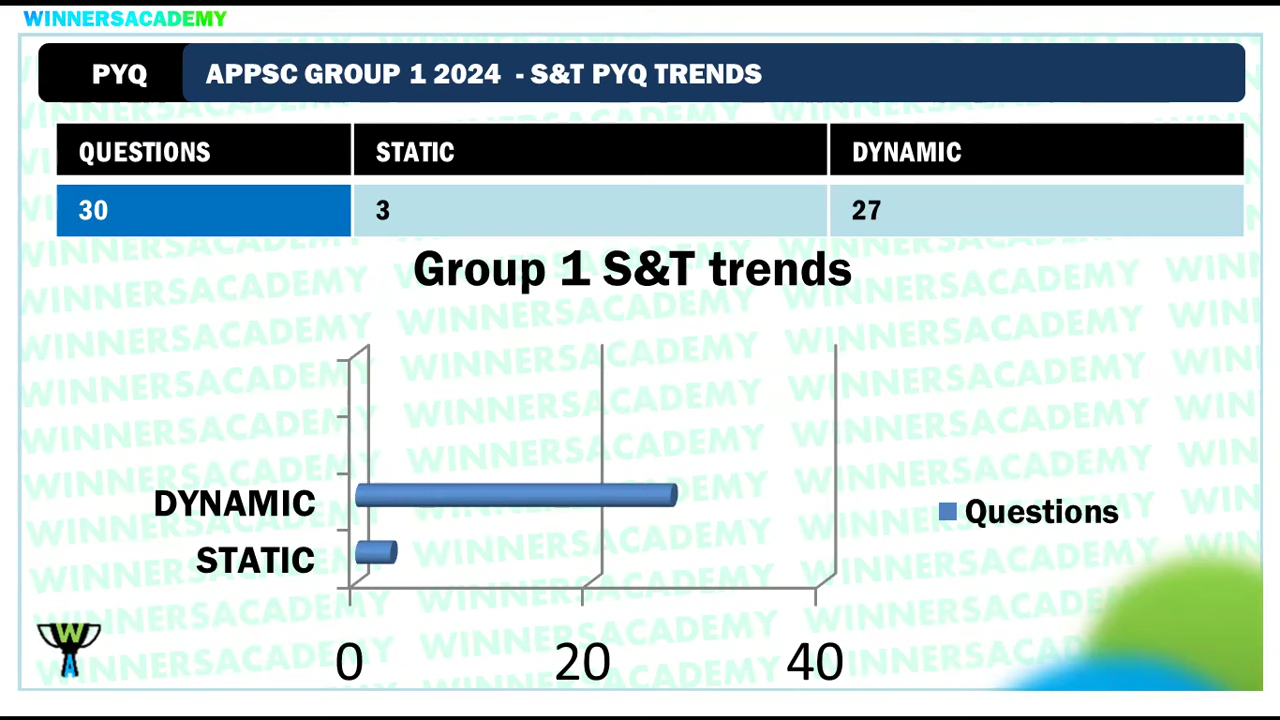 WINNERSACADEMY
PYQ
APPSC GROUP 1 2024 - S&T PYQ TRENDS
QUESTIONS STATIC DYNAMIC
30 3 27
Group 1 S&T trends
DYNAMIC
STATIC
Questions
0 20 40
W
A